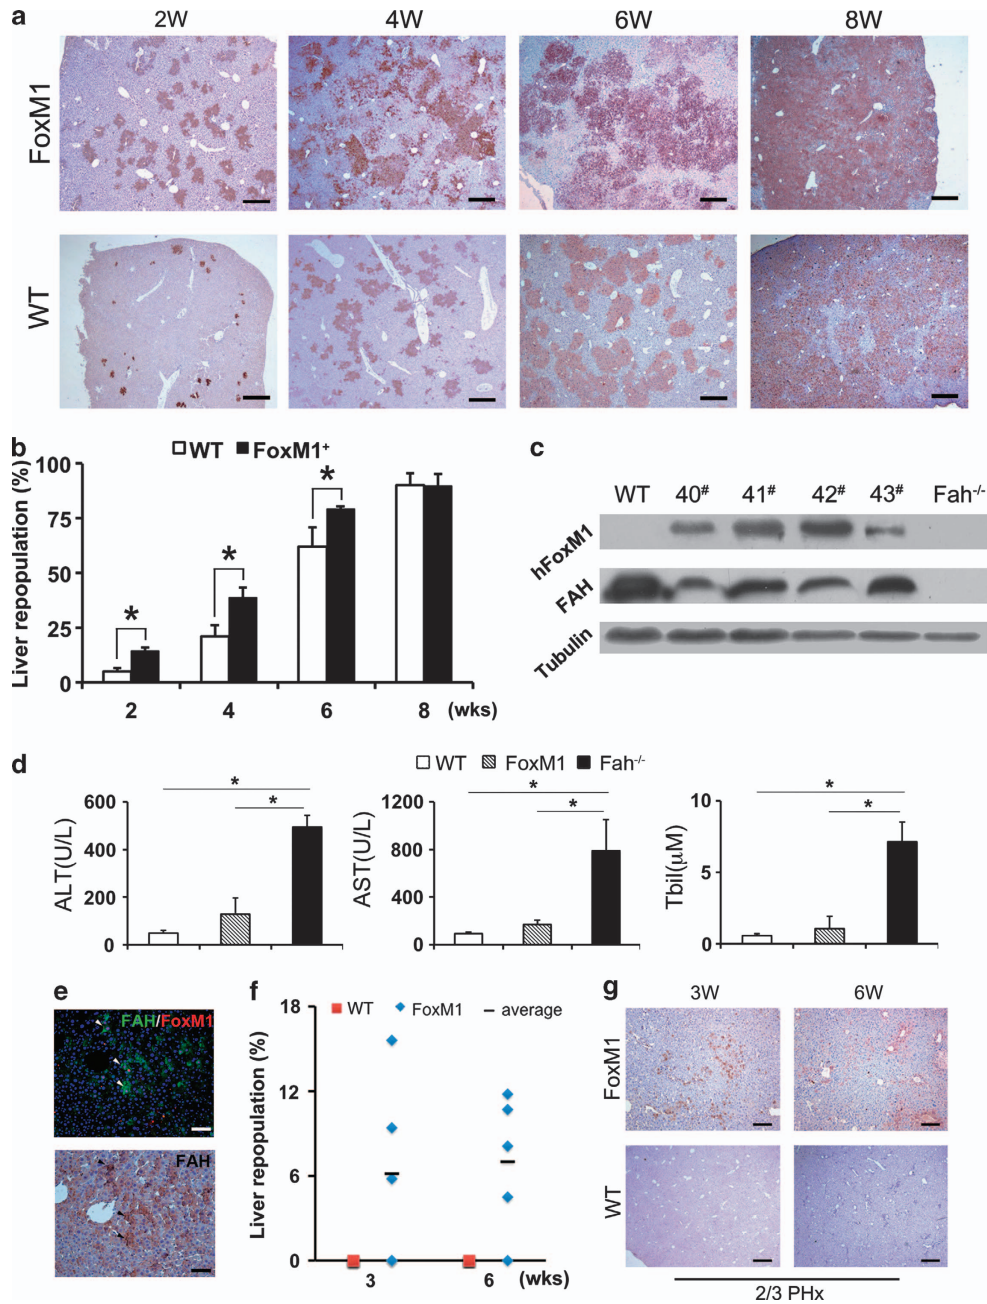 a
2W 4W 6W 8W
FoxM1
WT
b
WT FoxM1⁺
Liver repopulation (%)
100
75
50
25
0
* * *
2 4 6 8 (wks)
c
WT 40# 41# 42# 43# Fah-/-
hFoxM1
FAH
Tubulin
d
WT FoxM1 Fah-/-
ALT(U/L)
600
400
200
0
* *
AST(U/L)
1200
800
400
0
* *
Tbil(μM)
10
5
0
* *
e
FAH/FoxM1
FAH
f
WT FoxM1 – average
Liver repopulation (%)
18
12
6
0
3 6 (wks)
g
3W 6W
FoxM1
WT
2/3 PHx